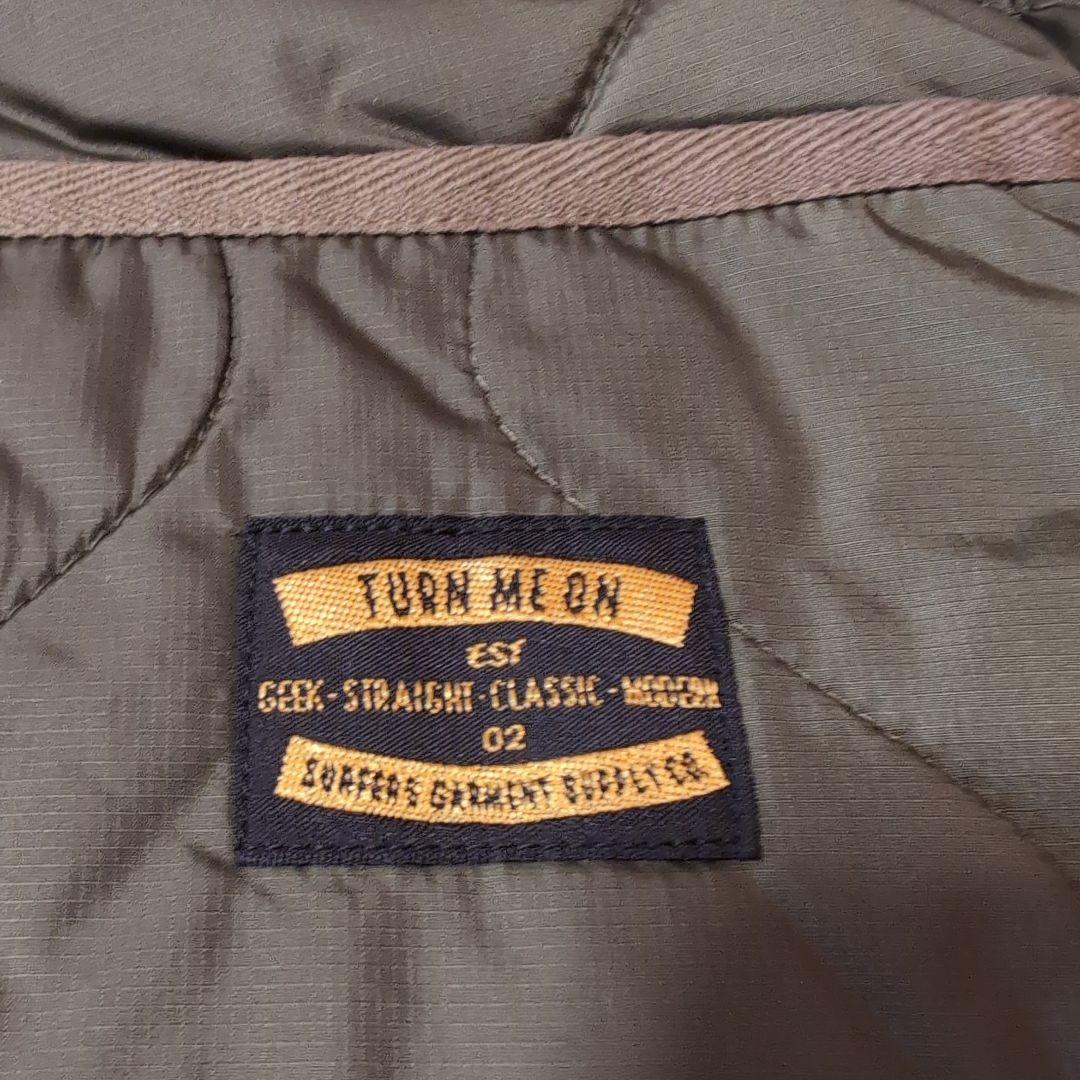 TURN ME ON
EST
GEEK-STRAIGHT-CLASSIC-MODERN
02
SURFER'S GARMENT SUPPLY CO.